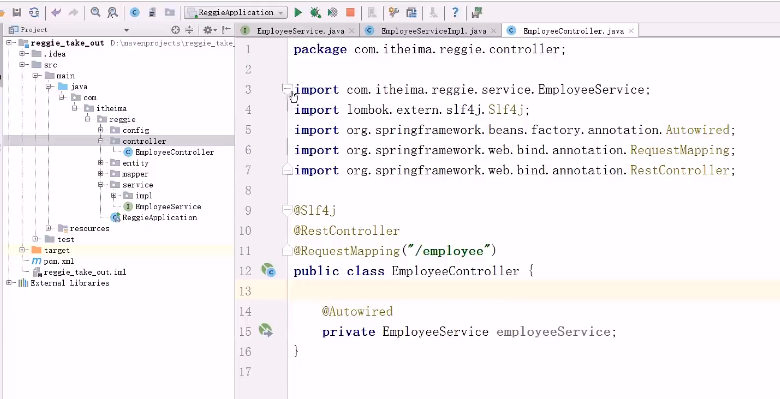 ReggieApplication
Project
EmployeeService.java
EmployeeServiceImpl.java
EmployeeController.java
reggie_take_out D:\mavenprojects\reggie_take_
.idea
src
main
java
com
itheima
reggie
config
controller
EmployeeController
entity
mapper
service
impl
EmployeeService
ReggieApplication
resources
test
target
pom.xml
reggie_take_out.iml
External Libraries
1 package com.itheima.reggie.controller;
2
3 import com.itheima.reggie.service.EmployeeService;
4 import lombok.extern.slf4j.Slf4j;
5 import org.springframework.beans.factory.annotation.Autowired;
6 import org.springframework.web.bind.annotation.RequestMapping;
7 import org.springframework.web.bind.annotation.RestController;
8
9 @Slf4j
10 @RestController
11 @RequestMapping("/employee")
12 public class EmployeeController {
13
14 @Autowired
15 private EmployeeService employeeService;
16 }
17